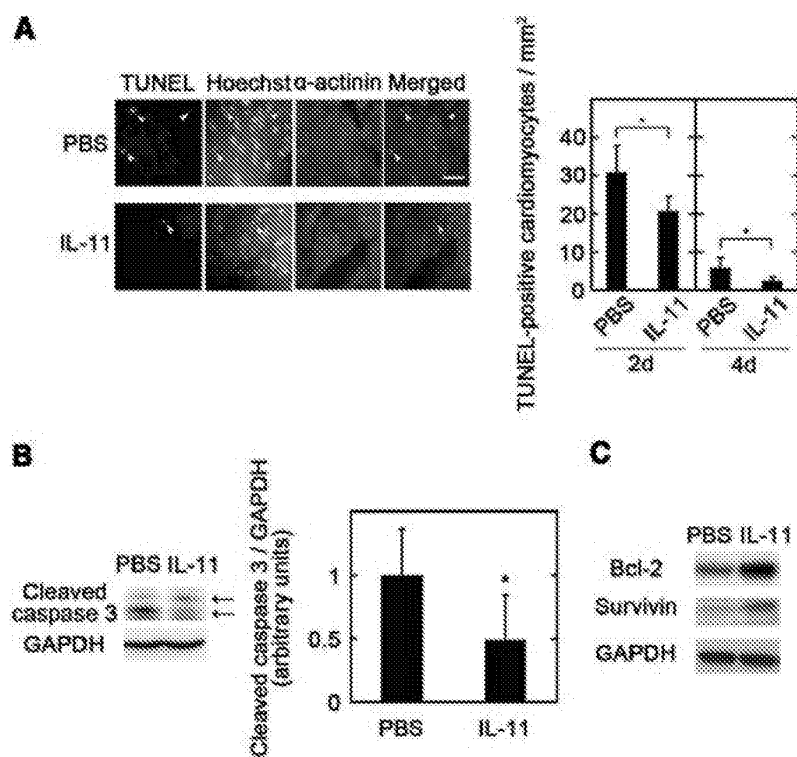 A
TUNEL Hoechst α-actinin Merged
PBS
IL-11
TUNEL-positive cardiomyocytes / mm²
40
30
20
10
0
* *
PBS IL-11 PBS IL-11
2d 4d
B
PBS IL-11
Cleaved
caspase 3
GAPDH
Cleaved caspase 3 / GAPDH
(arbitrary units)
1
0.5
0
*
PBS IL-11
C
PBS IL-11
Bcl-2
Survivin
GAPDH